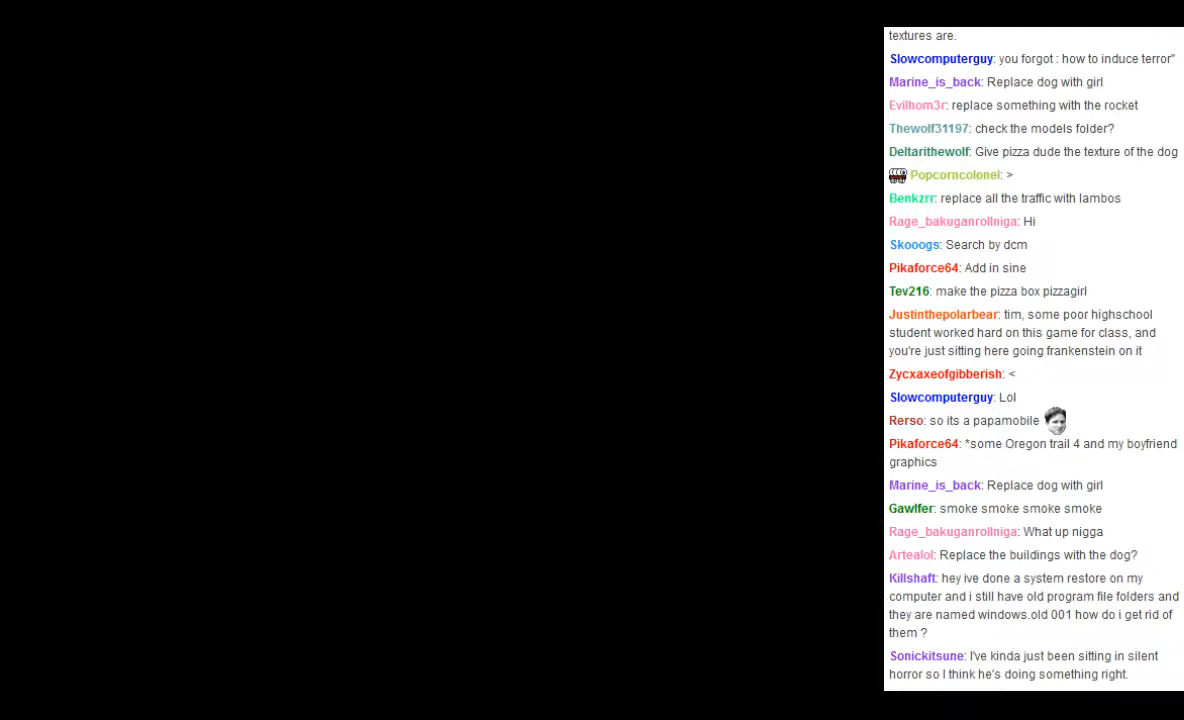 textures are.
Slowcomputerguy: you forgot : how to induce terror"
Marine_is_back: Replace dog with girl
Evilhom3r: replace something with the rocket
Thewolf31197: check the models folder?
Deltarithewolf: Give pizza dude the texture of the dog
Popcorncolonel: >
Benkzrr: replace all the traffic with lambos
Rage_bakuganrollniga: Hi
Skooogs: Search by dcm
Pikaforce64: Add in sine
Tev216: make the pizza box pizzagirl
Justinthepolarbear: tim, some poor highschool
student worked hard on this game for class, and
you're just sitting here going frankenstein on it
Zycxaxeofgibberish: <
Slowcomputerguy: Lol
Rerso: so its a papamobile
Pikaforce64: *some Oregon trail 4 and my boyfriend
graphics
Marine_is_back: Replace dog with girl
Gawlfer: smoke smoke smoke smoke
Rage_bakuganrollniga: What up nigga
Artealol: Replace the buildings with the dog?
Killshaft: hey ive done a system restore on my
computer and i still have old program file folders and
they are named windows.old 001 how do i get rid of
them ?
Sonickitsune: I've kinda just been sitting in silent
horror so I think he's doing something right.